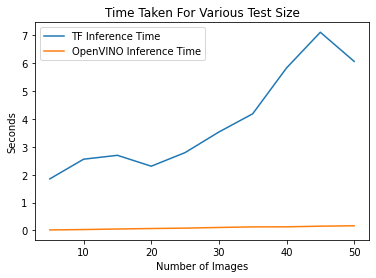 Time Taken For Various Test Size
TF Inference Time
OpenVINO Inference Time
7
6
5
4
3
2
1
0
Seconds
10 20 30 40 50
Number of Images